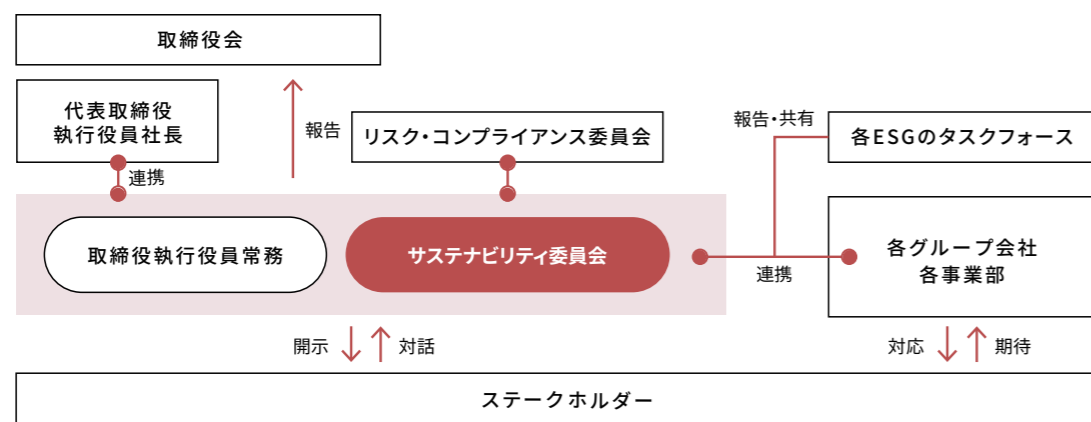 取締役会
代表取締役
執行役員社長
報告
リスク・コンプライアンス委員会
報告・共有
各ESGのタスクフォース
連携
取締役執行役員常務
サステナビリティ委員会
連携
各グループ会社
各事業部
開示
対話
対応
期待
ステークホルダー